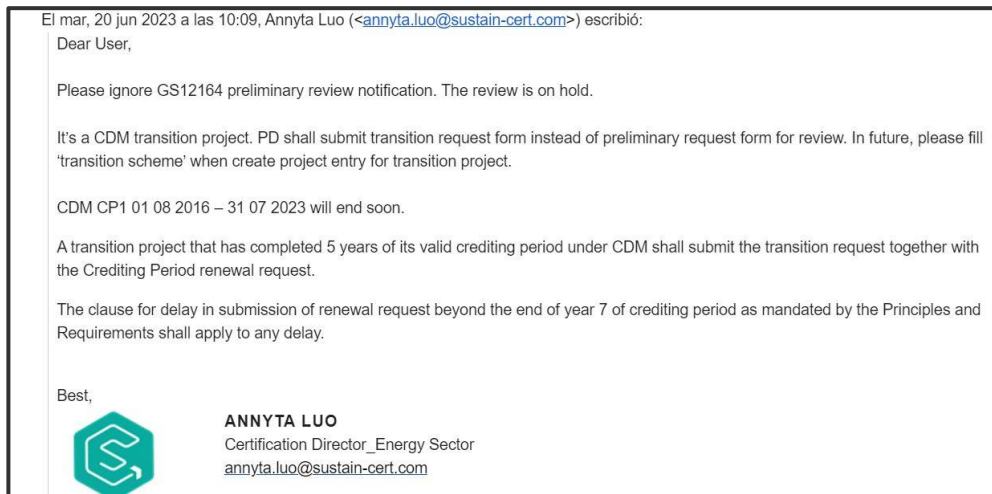 El mar, 20 jun 2023 a las 10:09, Annyta Luo (<annyta.luo@sustain-cert.com>) escribió:
Dear User,
Please ignore GS12164 preliminary review notification. The review is on hold.
It's a CDM transition project. PD shall submit transition request form instead of preliminary request form for review. In future, please fill
'transition scheme' when create project entry for transition project.
CDM CP1 01 08 2016 – 31 07 2023 will end soon.
A transition project that has completed 5 years of its valid crediting period under CDM shall submit the transition request together with
the Crediting Period renewal request.
The clause for delay in submission of renewal request beyond the end of year 7 of crediting period as mandated by the Principles and
Requirements shall apply to any delay.
Best,
ANNYTA LUO
Certification Director_Energy Sector
annyta.luo@sustain-cert.com